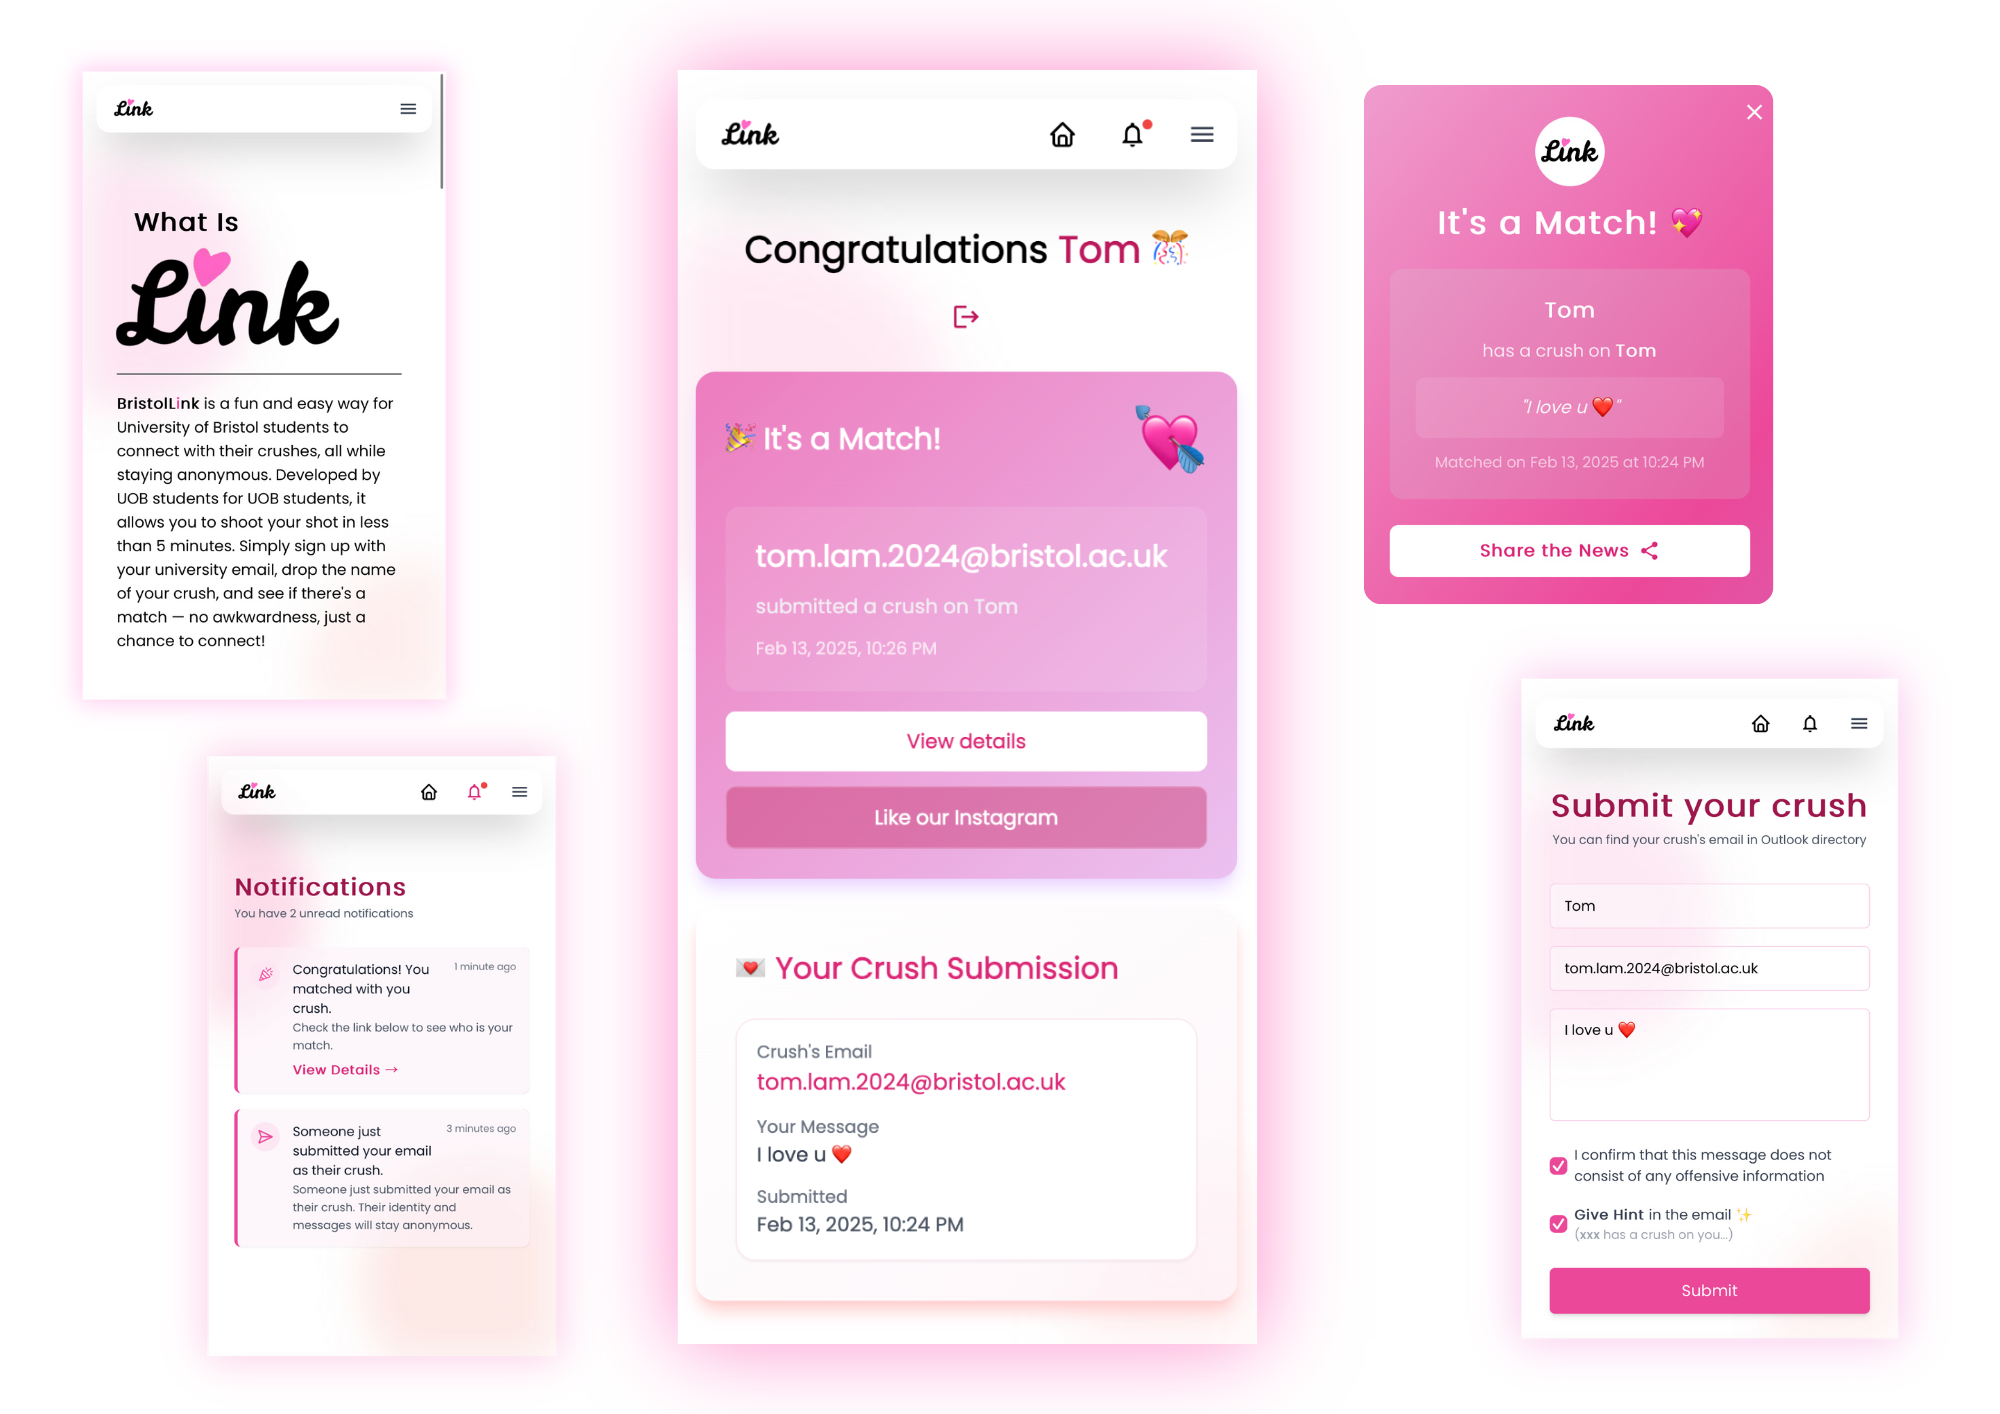 Link
What Is
Link
BristolLink is a fun and easy way for
University of Bristol students to
connect with their crushes, all while
staying anonymous. Developed by
UOB students for UOB students, it
allows you to shoot your shot in less
than 5 minutes. Simply sign up with
your university email, drop the name
of your crush, and see if there's a
match — no awkwardness, just a
chance to connect!
Link
Notifications
You have 2 unread notifications
Congratulations! You
matched with you
crush.
1 minute ago
Check the link below to see who is your
match.
View Details →
Someone just
submitted your email
as their crush.
3 minutes ago
Someone just submitted your email as
their crush. Their identity and
messages will stay anonymous.
Link
Congratulations Tom 🎊
🎉 It's a Match! 💘
tom.lam.2024@bristol.ac.uk
submitted a crush on Tom
Feb 13, 2025, 10:26 PM
View details
Like our Instagram
💌 Your Crush Submission
Crush's Email
tom.lam.2024@bristol.ac.uk
Your Message
I love u ❤️
Submitted
Feb 13, 2025, 10:24 PM
Link
It's a Match! 💖
Tom
has a crush on Tom
"I love u ❤️"
Matched on Feb 13, 2025 at 10:24 PM
Share the News
Link
Submit your crush
You can find your crush's email in Outlook directory
Tom
tom.lam.2024@bristol.ac.uk
I love u ❤️
I confirm that this message does not
consist of any offensive information
Give Hint in the email ✨
(xxx has a crush on you...)
Submit